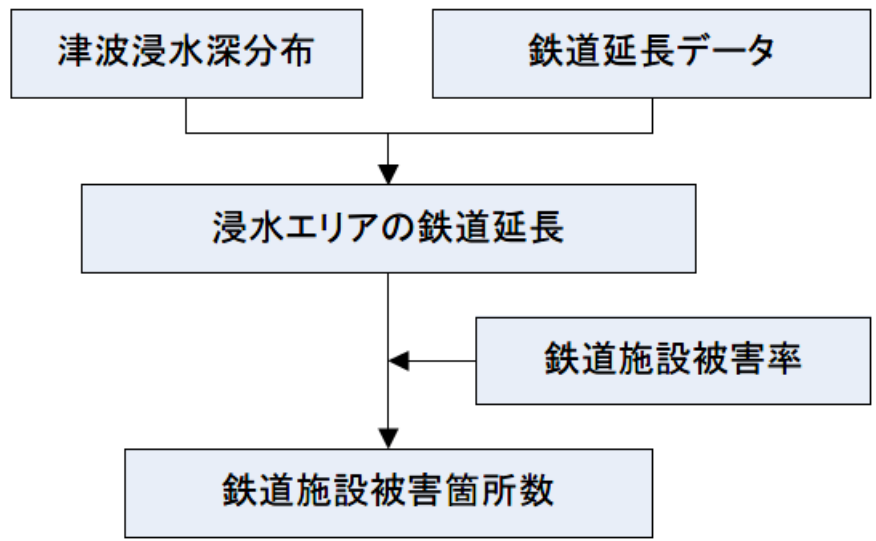 津波浸水深分布
鉄道延長データ
浸水エリアの鉄道延長
鉄道施設被害率
鉄道施設被害箇所数